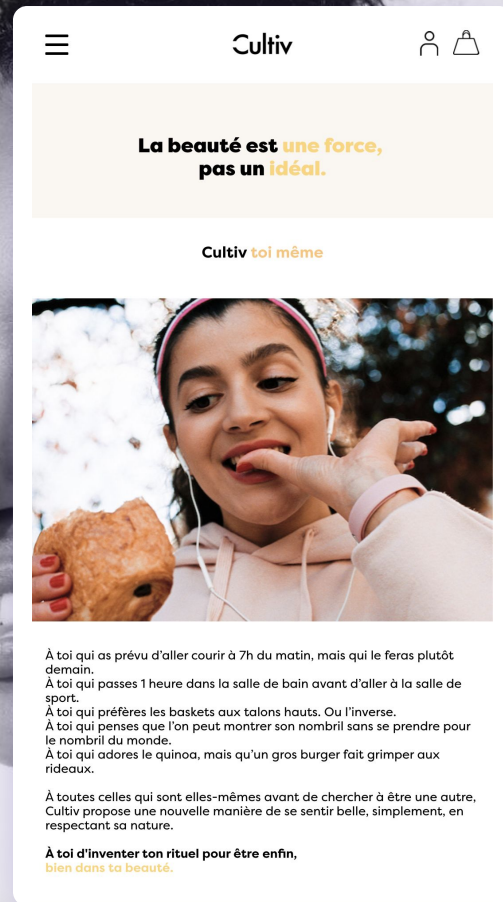 Cultiv
La beauté est une force,
pas un idéal.
Cultiv toi même
À toi qui as prévu d'aller courir à 7h du matin, mais qui le feras plutôt
demain.
À toi qui passes 1 heure dans la salle de bain avant d'aller à la salle de
sport.
À toi qui préfères les baskets aux talons hauts. Ou l'inverse.
À toi qui penses que l'on peut montrer son nombril sans se prendre pour
le nombril du monde.
À toi qui adores le quinoa, mais qu'un gros burger fait grimper aux
rideaux.
À toutes celles qui sont elles-mêmes avant de chercher à être une autre,
Cultiv propose une nouvelle manière de se sentir belle, simplement, en
respectant sa nature.
À toi d'inventer ton rituel pour être enfin,
bien dans ta beauté.